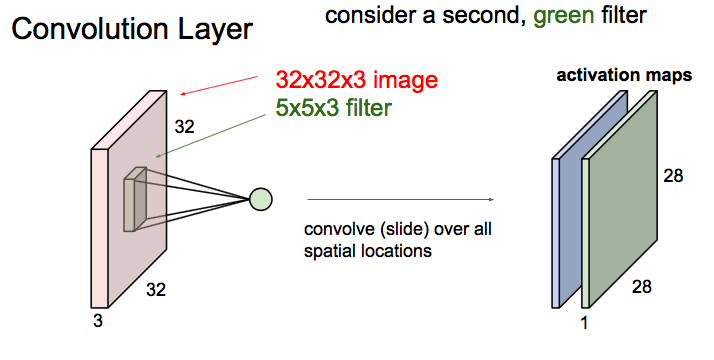 consider a second, green filter
Convolution Layer
32x32x3 image
5x5x3 filter
activation maps
32
28
convolve (slide) over all
spatial locations
32
28
3
1